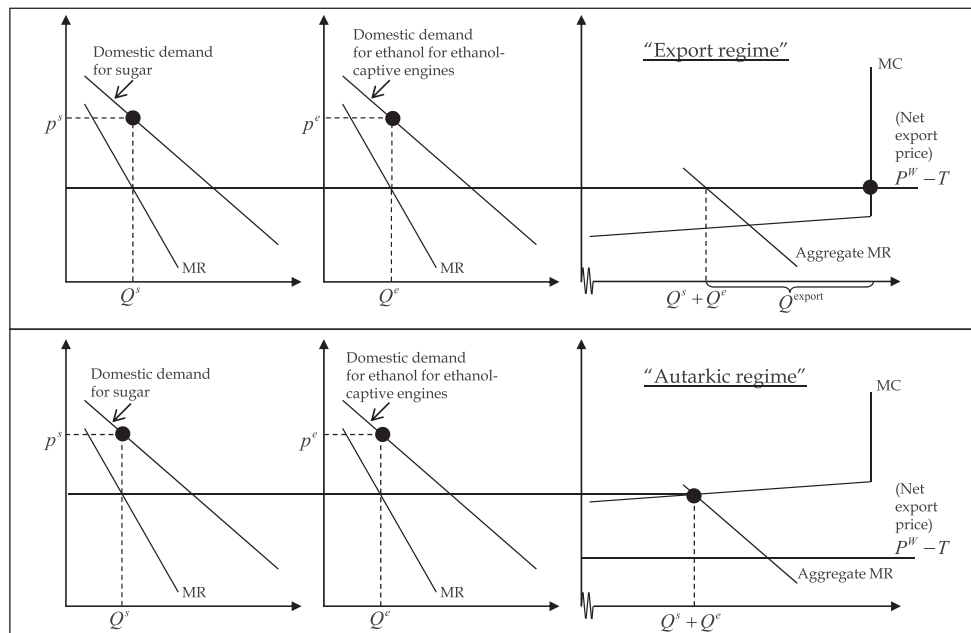 Domestic demand
for sugar
p^s
MR
Q^s
Domestic demand
for ethanol for ethanol-
captive engines
p^e
Q^e
"Export regime"
MC
(Net
export
price)
P^W – T
Aggregate MR
Q^s + Q^e
Q^export
Domestic demand
for sugar
p^s
MR
Q^s
Domestic demand
for ethanol for ethanol-
captive engines
p^e
MR
Q^e
"Autarkic regime"
MC
(Net
export
price)
P^W – T
Aggregate MR
Q^s + Q^e